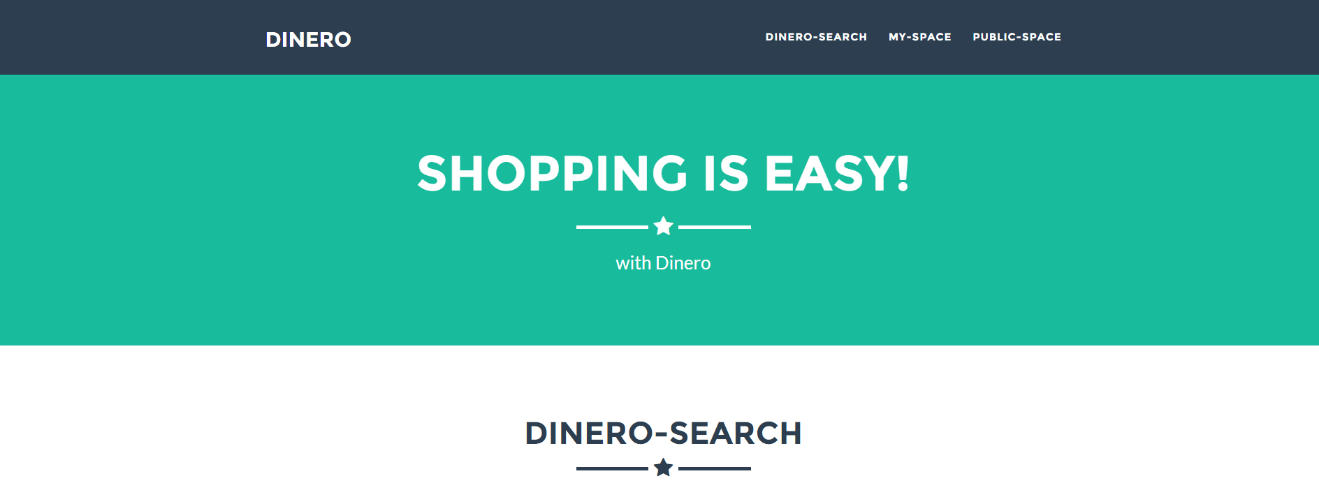 DINERO
DINERO-SEARCH MY-SPACE PUBLIC-SPACE
SHOPPING IS EASY!
with Dinero
DINERO-SEARCH